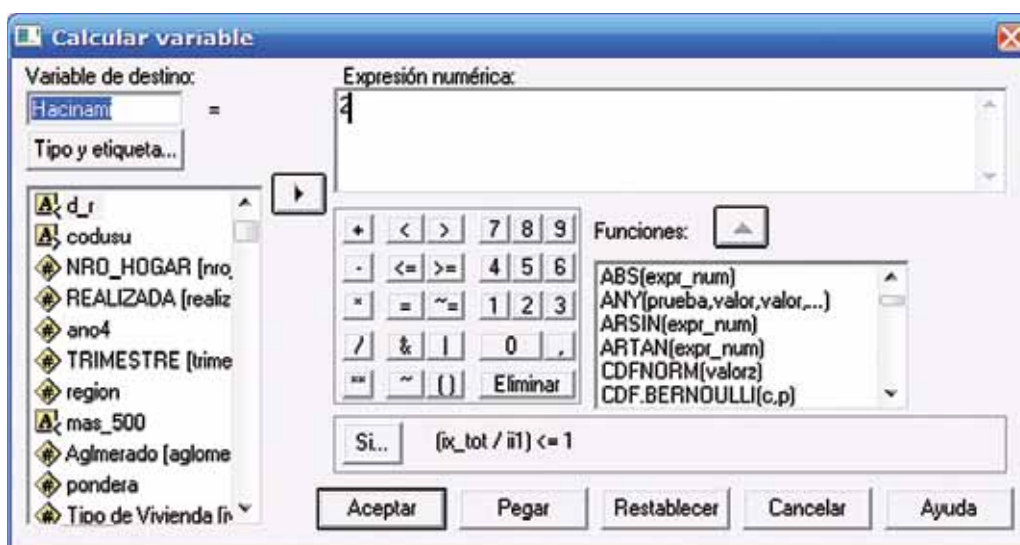 Calcular variable
Variable de destino:
Hacinami
=
Tipo y etiqueta...
Expresión numérica:
2
d_r
codusu
NRO_HOGAR [nro_
REALIZADA [realiz
ano4
TRIMESTRE [trime
region
mas_500
Aglmerado [aglome
pondera
Tipo de Vivienda [iv
+ < > 7 8 9
- <= >= 4 5 6
* = ~= 1 2 3
/ & | 0 ,
** ~ () Eliminar
Funciones:
ABS(expr_num)
ANY(prueba,valor,valor,...)
ARSIN(expr_num)
ARTAN(expr_num)
CDFNORM(valorz)
CDF.BERNOULLI(c,p)
Si... (ix_tot / ii1) <= 1
Aceptar Pegar Restablecer Cancelar Ayuda